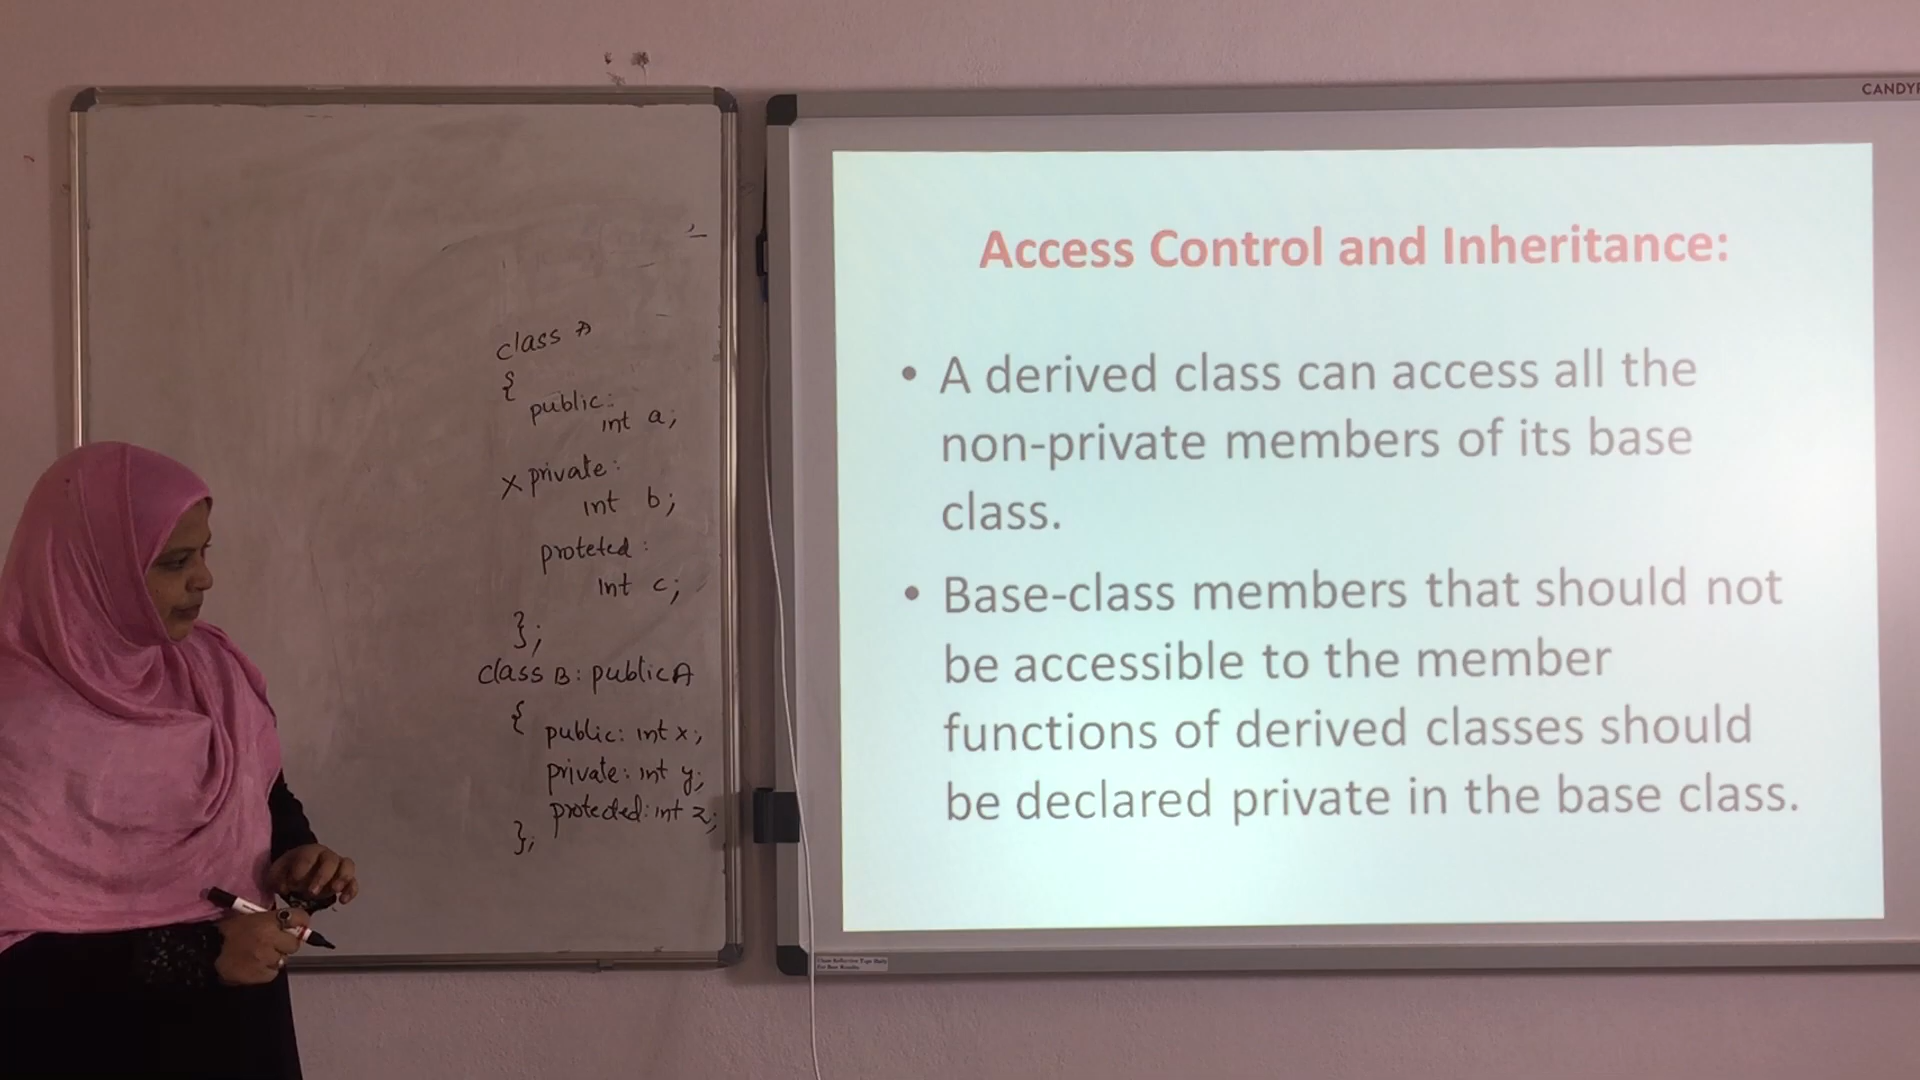 class A
{
public:
int a;
x private:
int b;
proteted :
int c;
};
class B: public A
{
public: int x;
private: int y;
protected: int z;
};
Access Control and Inheritance:
• A derived class can access all the
non-private members of its base
class.
• Base-class members that should not
be accessible to the member
functions of derived classes should
be declared private in the base class.